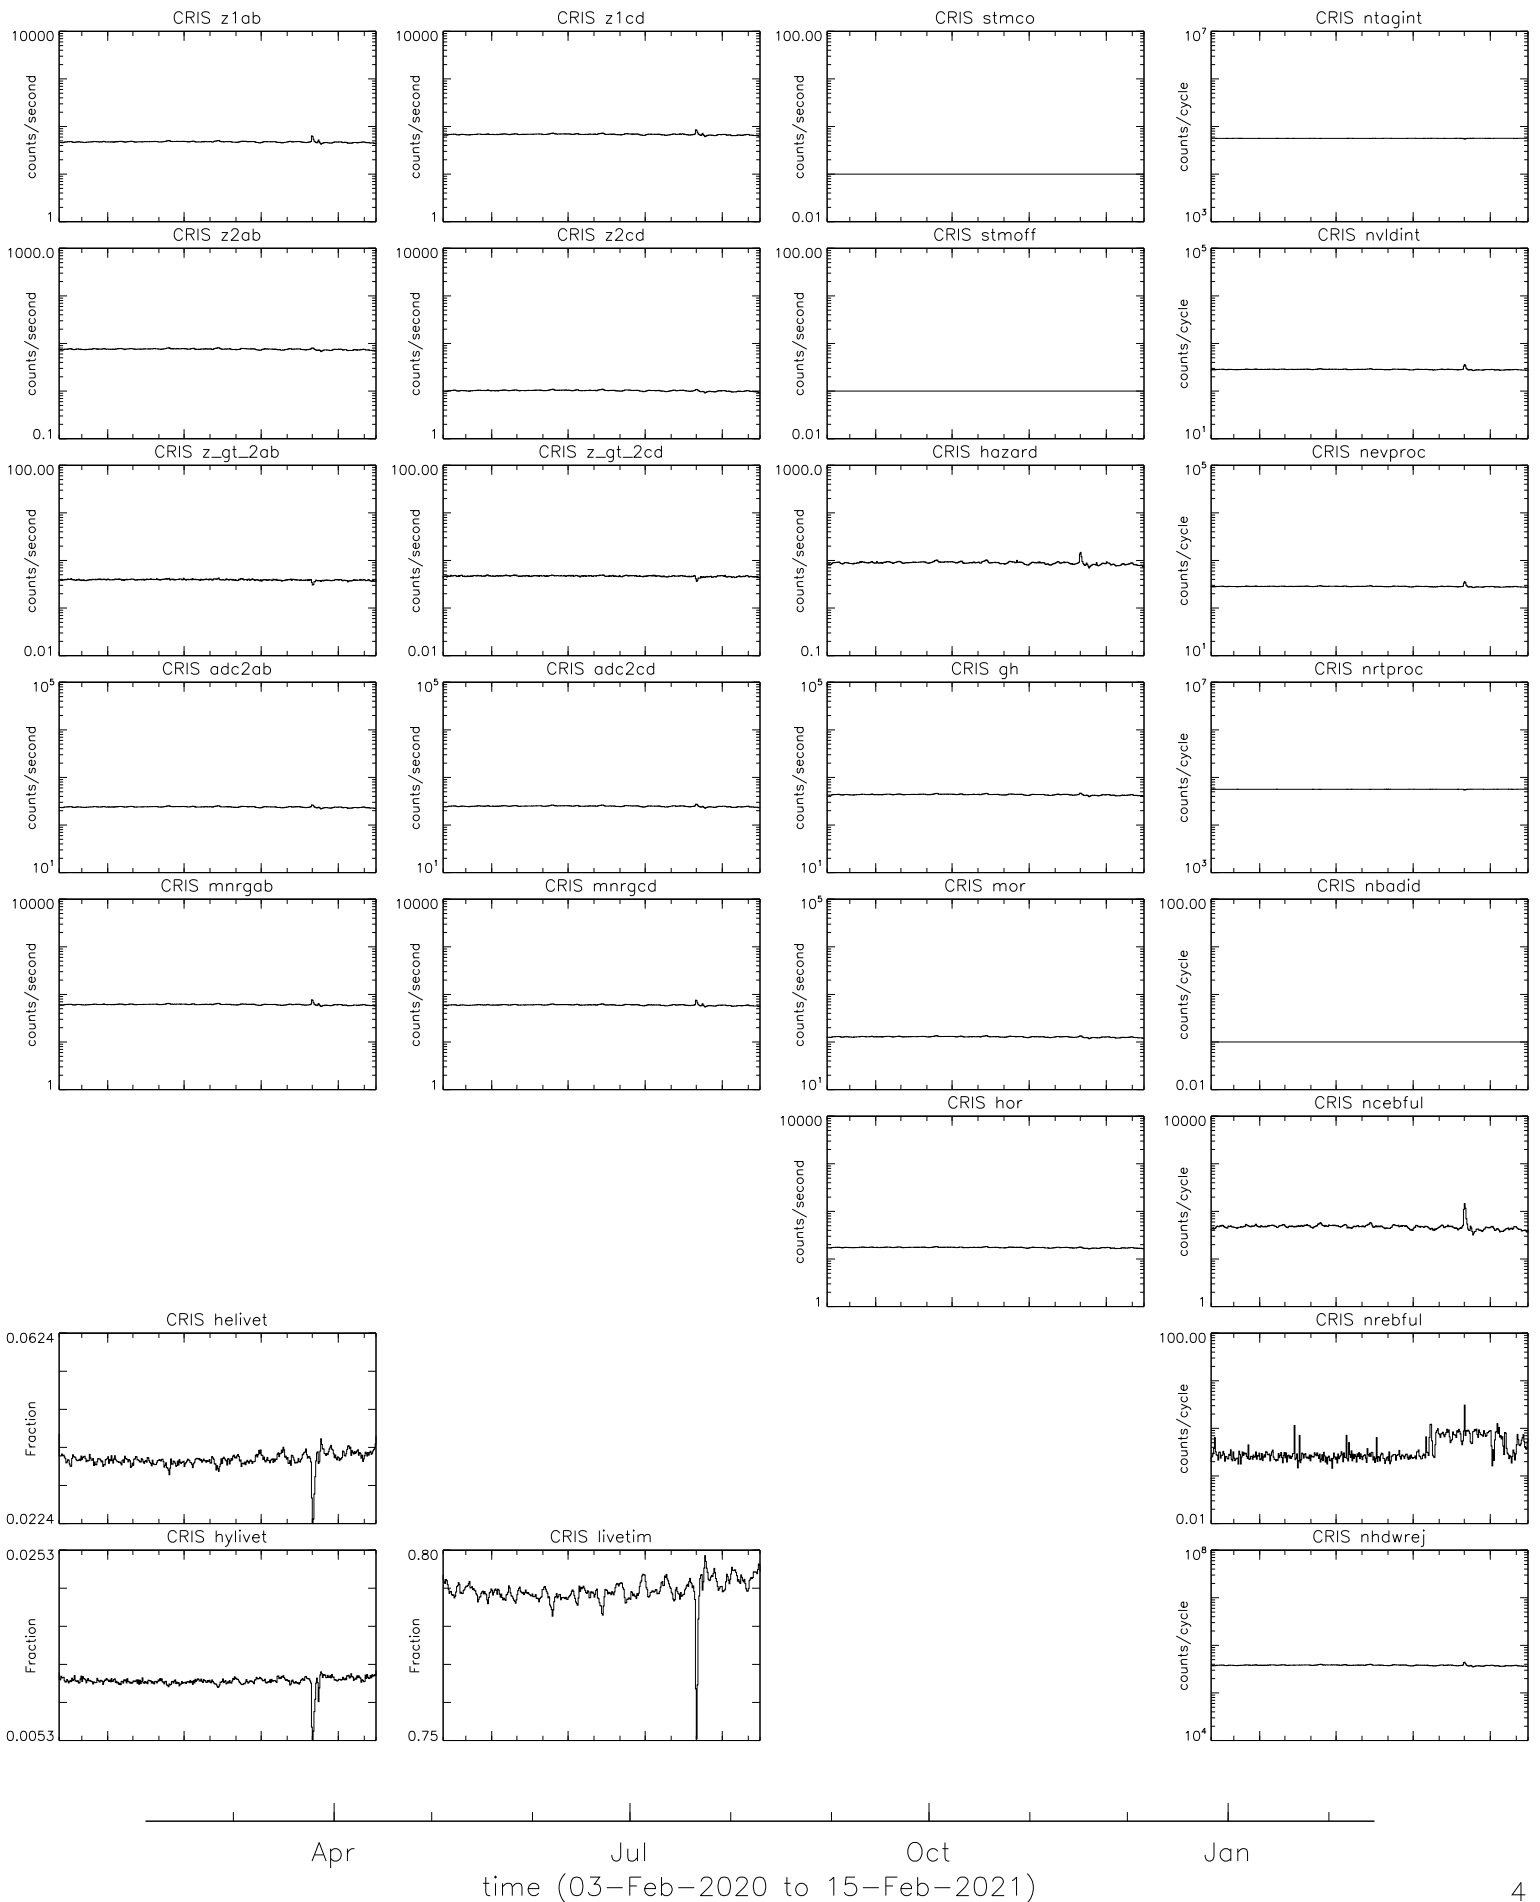 CRIS z1ab
10000
counts/second
1
CRIS z1cd
10000
counts/second
1
CRIS stmco
100.00
counts/second
0.01
CRIS ntagint
10⁷
counts/cycle
10³
CRIS z2ab
1000.0
counts/second
0.1
CRIS z2cd
10000
counts/second
1
CRIS stmoff
100.00
counts/second
0.01
CRIS nvldint
10⁵
counts/cycle
10¹
CRIS z_gt_2ab
100.00
counts/second
0.01
CRIS z_gt_2cd
100.00
counts/second
0.01
CRIS hazard
1000.0
counts/second
0.1
CRIS nevproc
10⁵
counts/cycle
10¹
CRIS adc2ab
10⁵
counts/second
10¹
CRIS adc2cd
10⁵
counts/second
10¹
CRIS gh
10⁵
counts/second
10¹
CRIS nrtproc
10⁷
counts/cycle
10³
CRIS mnrgab
10000
counts/second
1
CRIS mnrgcd
10000
counts/second
1
CRIS mor
10⁵
counts/second
10¹
CRIS nbadid
100.00
counts/cycle
0.01
CRIS hor
10000
counts/second
1
CRIS ncebful
10000
counts/cycle
1
CRIS helivet
0.0624
Fraction
0.0224
CRIS nrebful
100.00
counts/cycle
0.01
CRIS hylivet
0.0253
Fraction
0.0053
CRIS livetim
0.80
Fraction
0.75
CRIS nhdwrej
10⁸
counts/cycle
10⁴
Apr Jul Oct Jan
time (03-Feb-2020 to 15-Feb-2021)
4